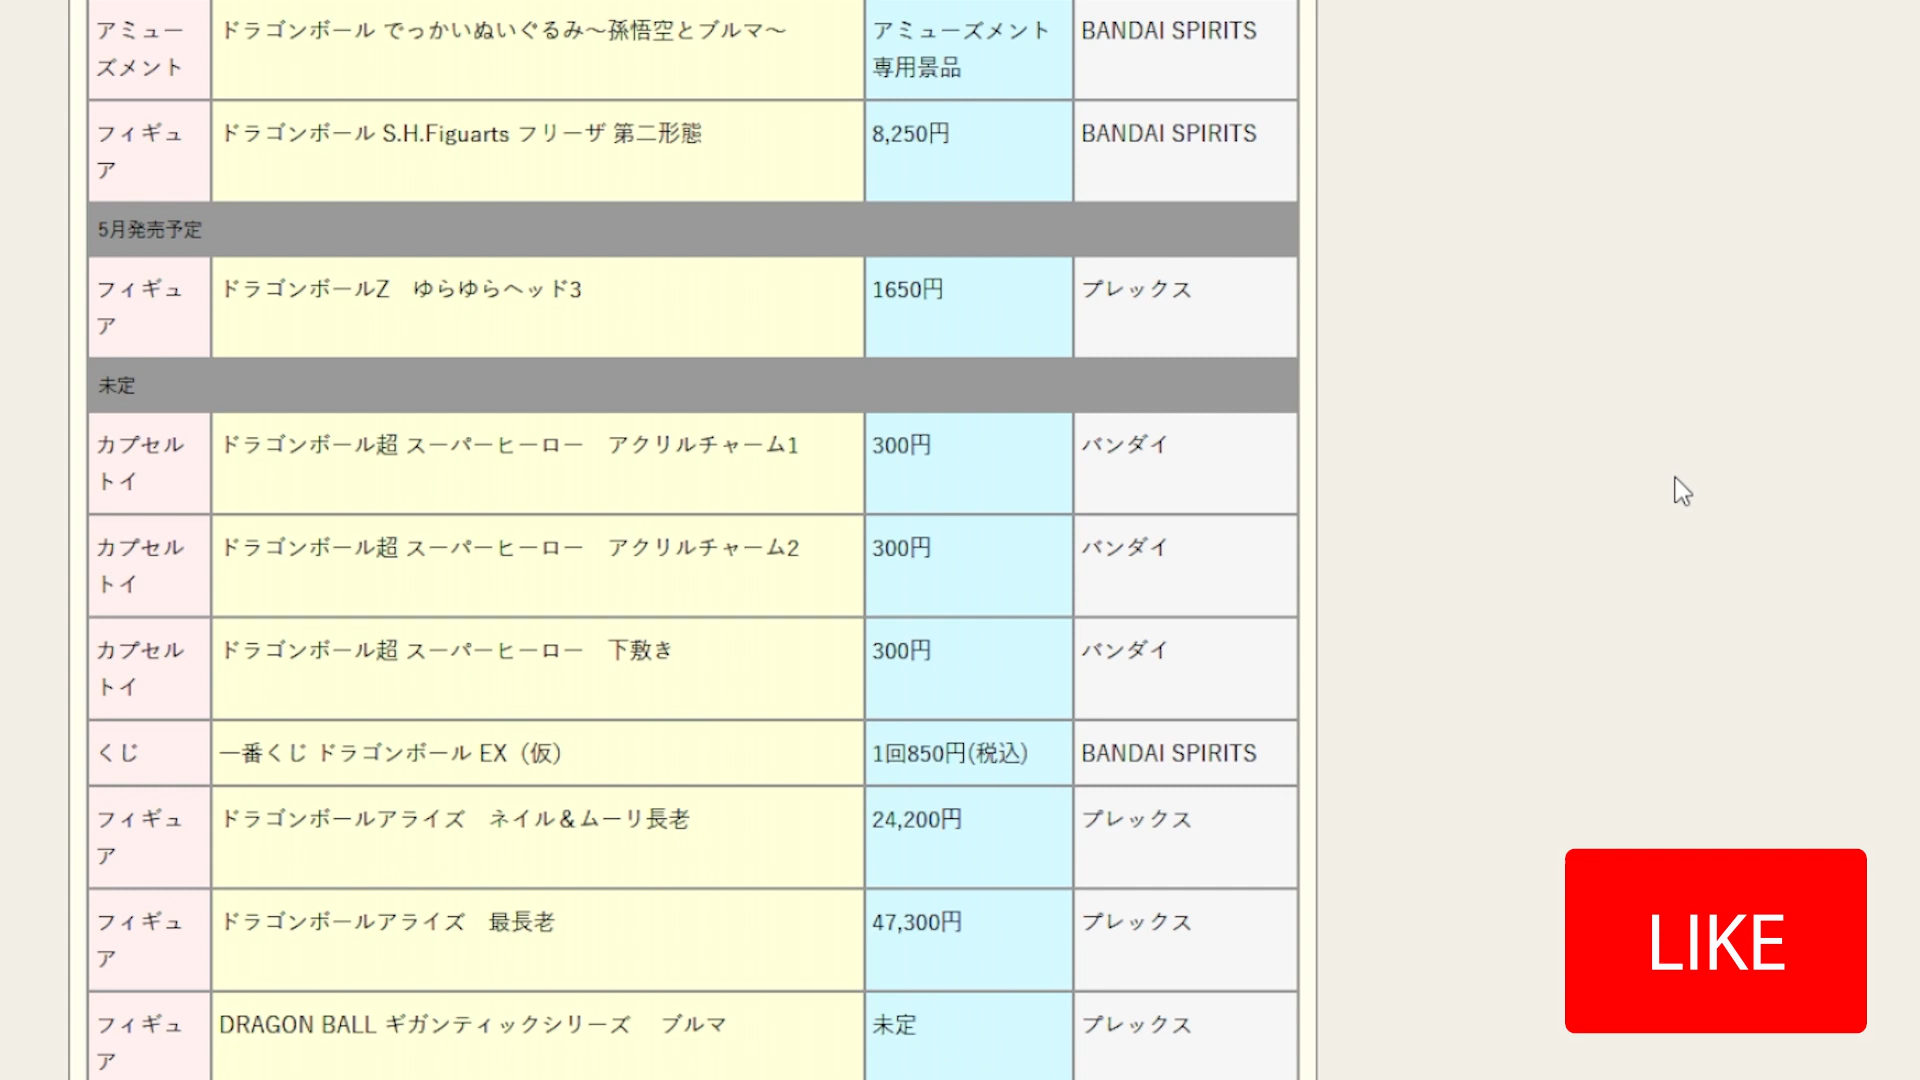 アミュー ドラゴンボール でっかいぬいぐるみ～孫悟空とブルマ～ アミューズメント BANDAI SPIRITS
ズメント 専用景品
フィギュ ドラゴンボール S.H.Figuarts フリーザ 第二形態 8,250円 BANDAI SPIRITS
ア
5月発売予定
フィギュ ドラゴンボールZ　ゆらゆらヘッド3 1650円 プレックス
ア
未定
カプセル ドラゴンボール超 スーパーヒーロー　アクリルチャーム1 300円 バンダイ
トイ
カプセル ドラゴンボール超 スーパーヒーロー　アクリルチャーム2 300円 バンダイ
トイ
カプセル ドラゴンボール超 スーパーヒーロー　下敷き 300円 バンダイ
トイ
くじ 一番くじ ドラゴンボール EX（仮） 1回850円(税込) BANDAI SPIRITS
フィギュ ドラゴンボールアライズ　ネイル＆ムーリ長老 24,200円 プレックス
ア
フィギュ ドラゴンボールアライズ　最長老 47,300円 プレックス
ア
フィギュ DRAGON BALL ギガンティックシリーズ　ブルマ 未定 プレックス
ア
LIKE